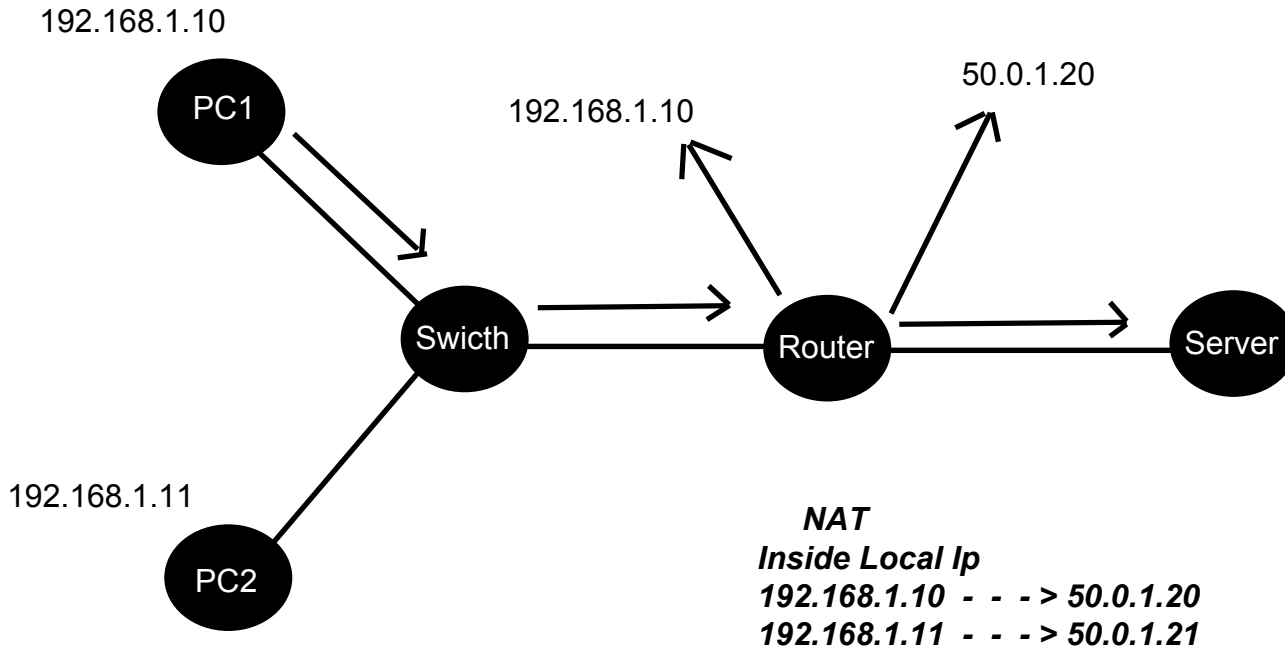 192.168.1.10
PC1
192.168.1.10
50.0.1.20
Swicth
Router
Server
192.168.1.11
PC2
NAT
Inside Local Ip
192.168.1.10 - - - > 50.0.1.20
192.168.1.11 - - - > 50.0.1.21